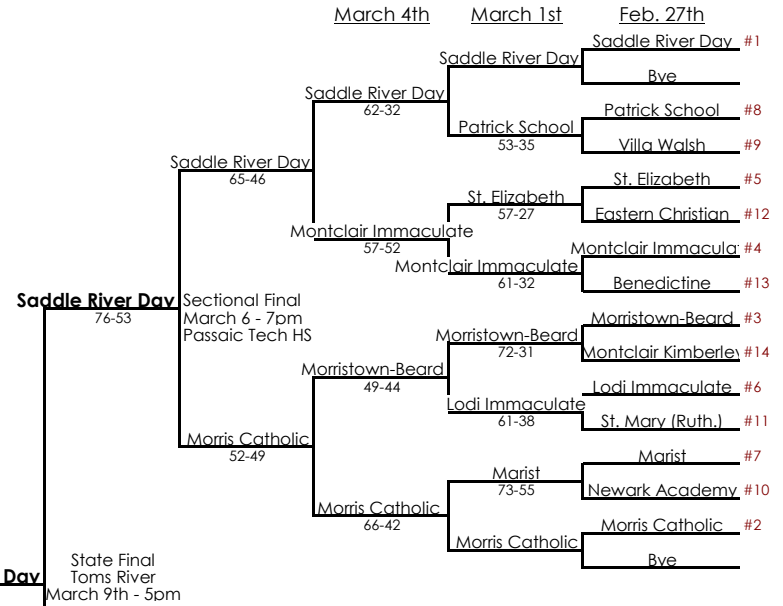 March 4th
March 1st
Feb. 27th
Saddle River Day #1
Saddle River Day
Bye
Saddle River Day
62-32
Patrick School #8
Patrick School
53-35
Villa Walsh #9
Saddle River Day
65-46
St. Elizabeth #5
St. Elizabeth
57-27
Eastern Christian #12
Montclair Immaculate
57-52
Montclair Immacula #4
Montclair Immaculate
61-32
Benedictine #13
Saddle River Day
76-53
Sectional Final
March 6 - 7pm
Passaic Tech HS
Morristown-Beard #3
Morristown-Beard
72-31
Montclair Kimberley #14
Morristown-Beard
49-44
Lodi Immaculate #6
Lodi Immaculate
61-38
St. Mary (Ruth.) #11
Morris Catholic
52-49
Marist #7
Marist
73-55
Newark Academy #10
Morris Catholic
66-42
Morris Catholic #2
Morris Catholic
Bye
Day
State Final
Toms River
March 9th - 5pm